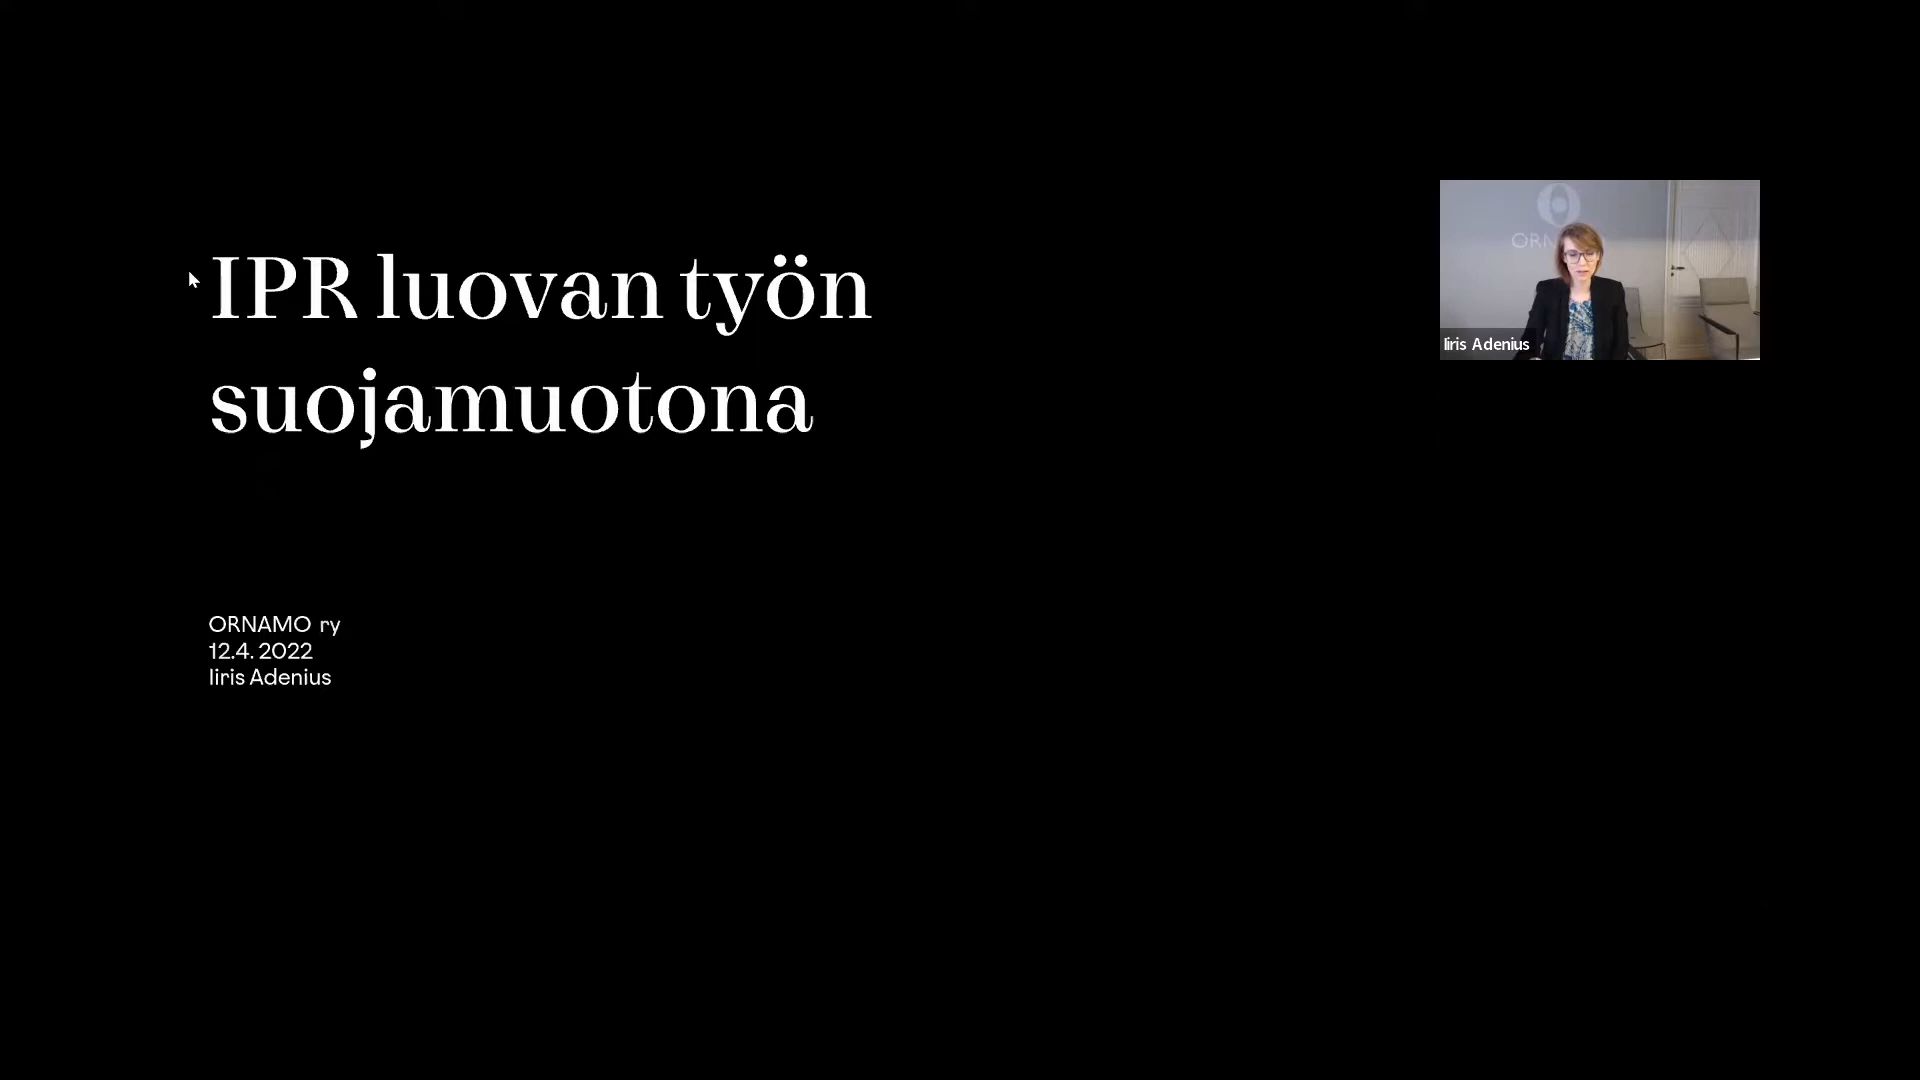 IPR luovan työn
suojamuotona
ORNAMO ry
12.4. 2022
Iiris Adenius
Iiris Adenius